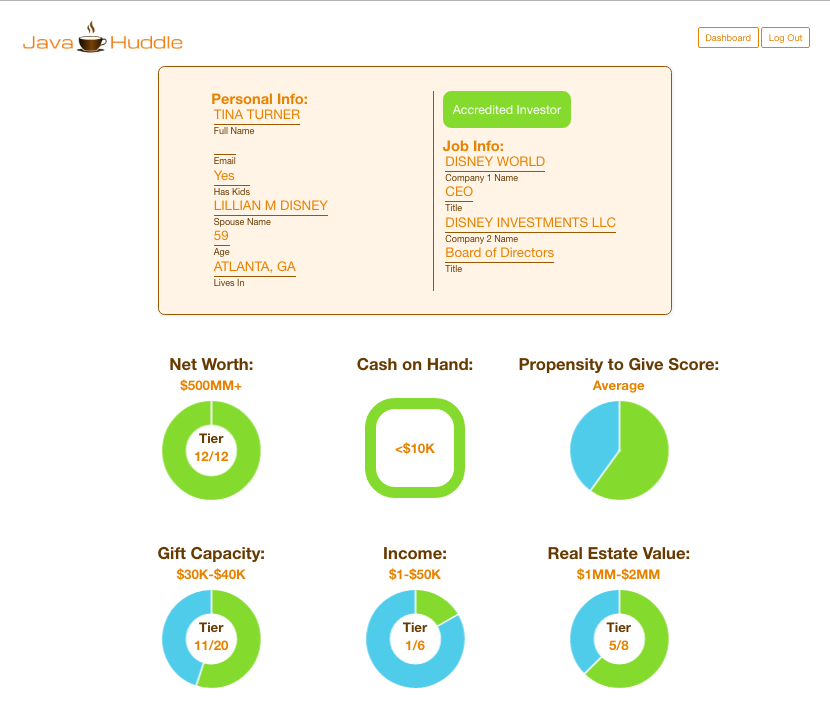 Java Huddle
Dashboard
Log Out
Personal Info:
TINA TURNER
Full Name
Email
Yes
Has Kids
LILLIAN M DISNEY
Spouse Name
59
Age
ATLANTA, GA
Lives In
Accredited Investor
Job Info:
DISNEY WORLD
Company 1 Name
CEO
Title
DISNEY INVESTMENTS LLC
Company 2 Name
Board of Directors
Title
Net Worth:
$500MM+
Tier
12/12
Cash on Hand:
<$10K
Propensity to Give Score:
Average
Gift Capacity:
$30K-$40K
Tier
11/20
Income:
$1-$50K
Tier
1/6
Real Estate Value:
$1MM-$2MM
Tier
5/8